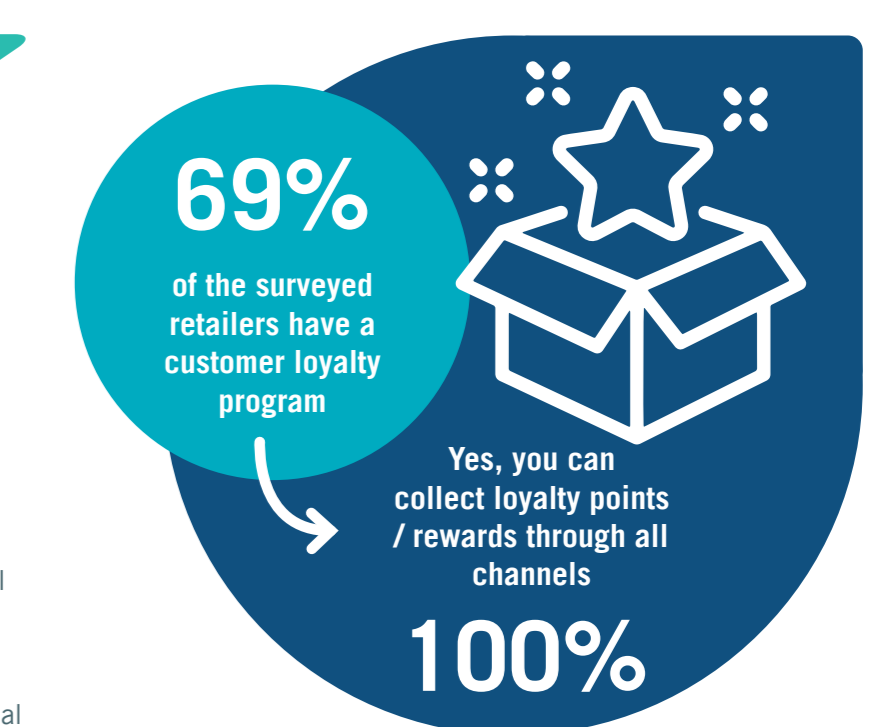 69%
of the surveyed
retailers have a
customer loyalty
program
Yes, you can
collect loyalty points
/ rewards through all
channels
100%